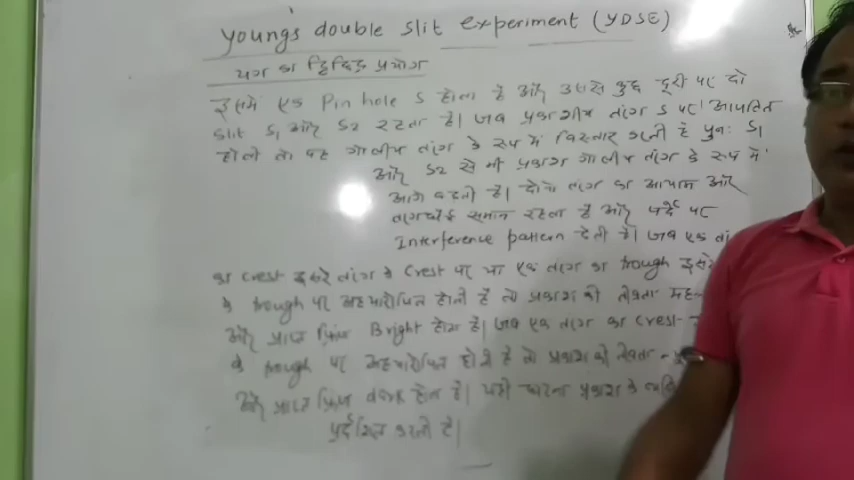 young's double slit experiment (YDSE)
यंग का द्विछिद्र प्रयोग
इसमें एक Pin hole S होता है और उससे कुछ दूरी पर दो
Slit S1 और S2 रहता है। जब प्रकाशीय तरंग S पर आपतित
होती तो वह गोलीय तरंग के रूप में विस्तार करती है पुनः S1
और S2 से भी प्रकाश गोलीय तरंग के रूप में
आगे बढ़ती है। दोनों तरंग का आयाम और
तरंगदैर्ध्य समान रहता है और पर्दे पर
Interference pattern देती है। जब एक
का crest दूसरे तरंग के Crest पर या एक तरंग का trough दूसरे
के trough पर अध्यारोपित होती है तो प्रकाश की तीव्रता
और प्राप्त फ्रिंज Bright होता है। जब एक तरंग का crest
के trough पर अध्यारोपित होती है तो प्रकाश की तीव्रता
और प्राप्त फ्रिंज dark होता है। यही घटना प्रकाश के
प्रदर्शित करती है।